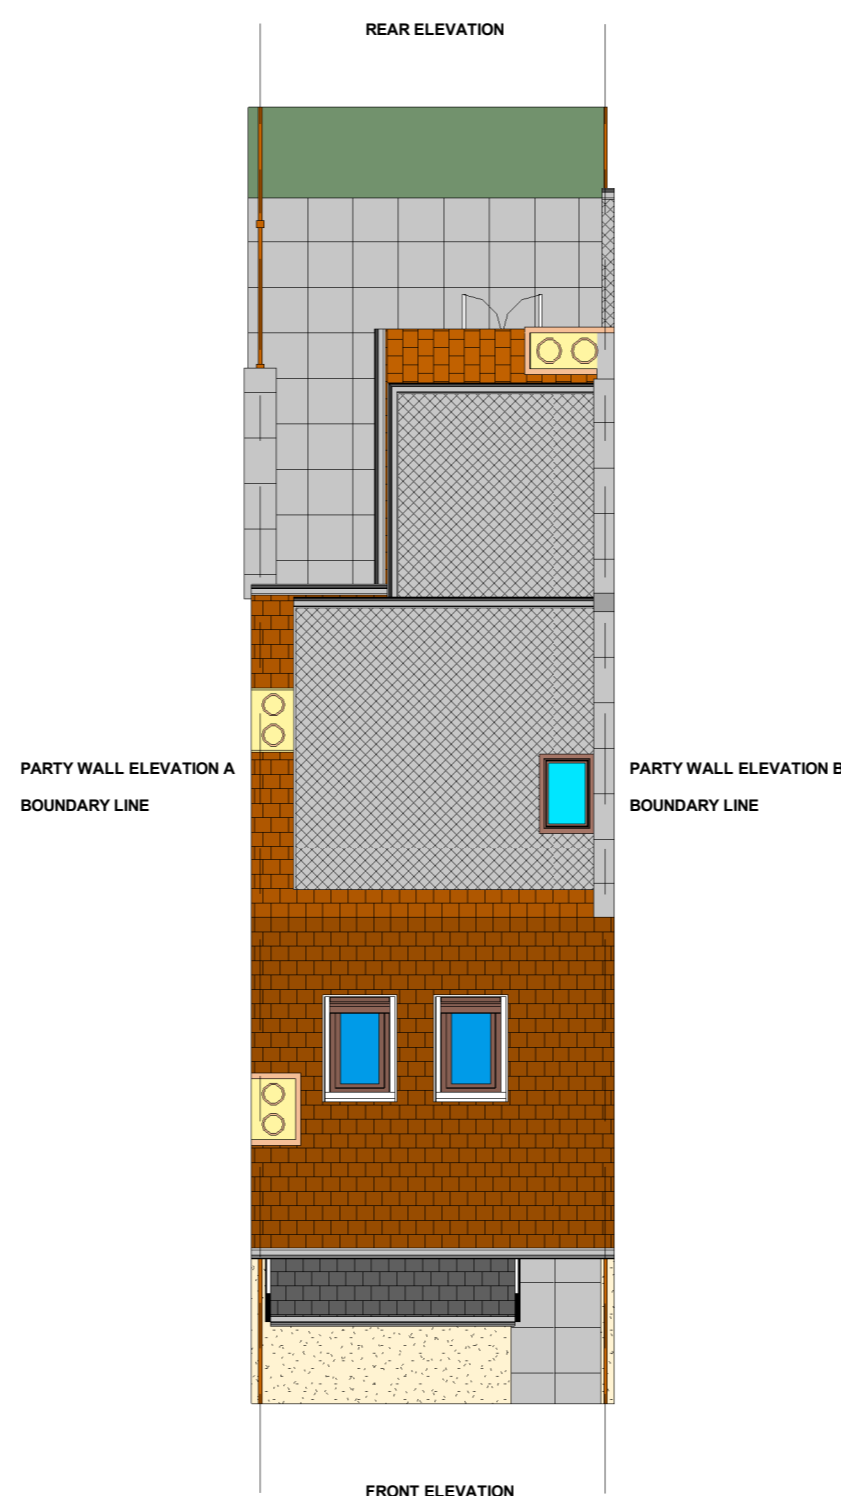 REAR ELEVATION
PARTY WALL ELEVATION A
BOUNDARY LINE
PARTY WALL ELEVATION B
BOUNDARY LINE
FRONT ELEVATION